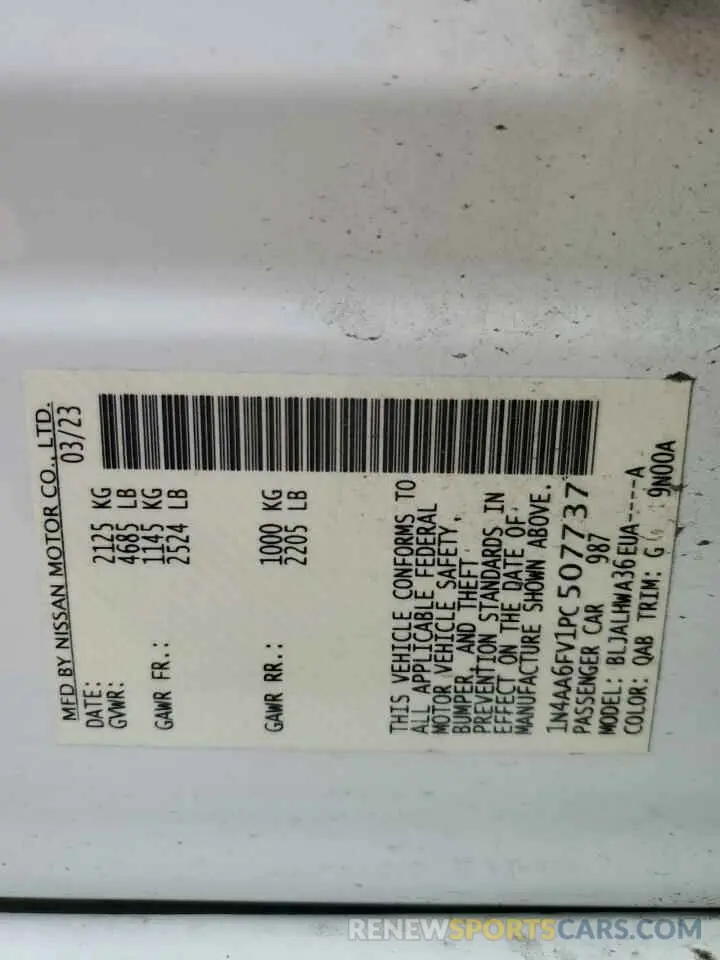 MFD BY NISSAN MOTOR CO., LTD.
DATE: 03/23
GVWR: 2125 KG
4685 LB
GAWR FR.: 1145 KG
2524 LB
GAWR RR.: 1000 KG
2205 LB
THIS VEHICLE CONFORMS TO
ALL APPLICABLE FEDERAL
MOTOR VEHICLE SAFETY,
BUMPER, AND THEFT
PREVENTION STANDARDS IN
EFFECT ON THE DATE OF
MANUFACTURE SHOWN ABOVE.
1N4AA6FV1PC507737
PASSENGER CAR 987
MODEL: BLJALHWA36EUA----A
COLOR: QAB TRIM: G 9N00A
RENEWSPORTSCARS.COM